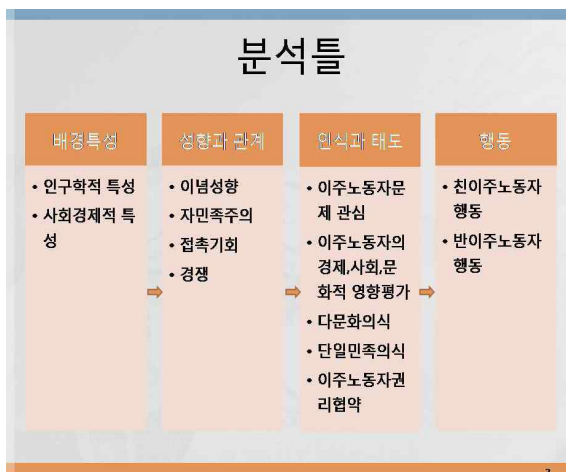 분석틀
배경특성
• 인구학적 특성
• 사회경제적 특
성
성향과 관계
• 이념성향
• 자민족주의
• 접촉기회
• 경쟁
인식과 태도
• 이주노동자문
제 관심
• 이주노동자의
경제,사회,문
화적 영향평가
• 다문화의식
• 단일민족의식
• 이주노동자권
리협약
행동
• 친이주노동자
행동
• 반이주노동자
행동